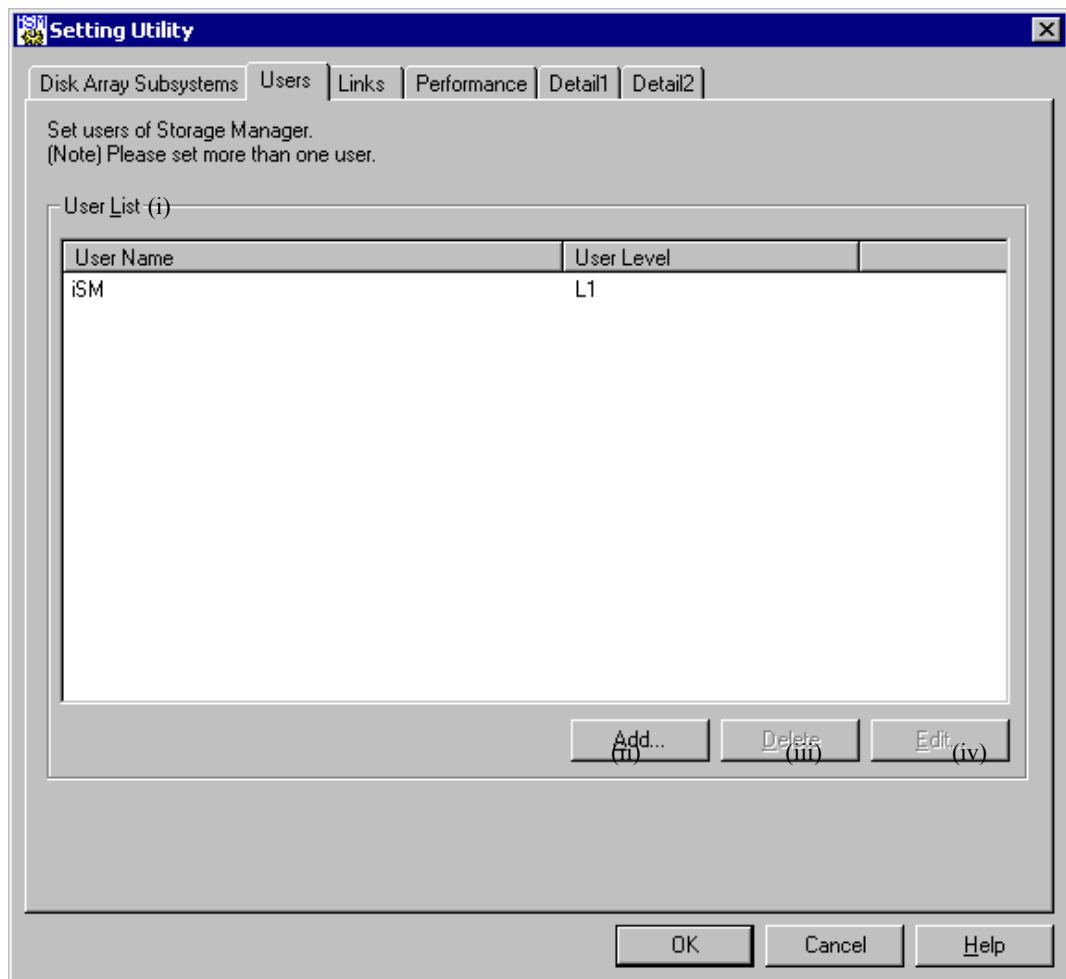 iSM Setting Utility
Disk Array Subsystems Users Links Performance Detail1 Detail2
Set users of Storage Manager.
(Note) Please set more than one user.
User List (i)
User Name User Level
iSM L1
Add... Delete Edit...
(ii) (iii) (iv)
OK Cancel Help